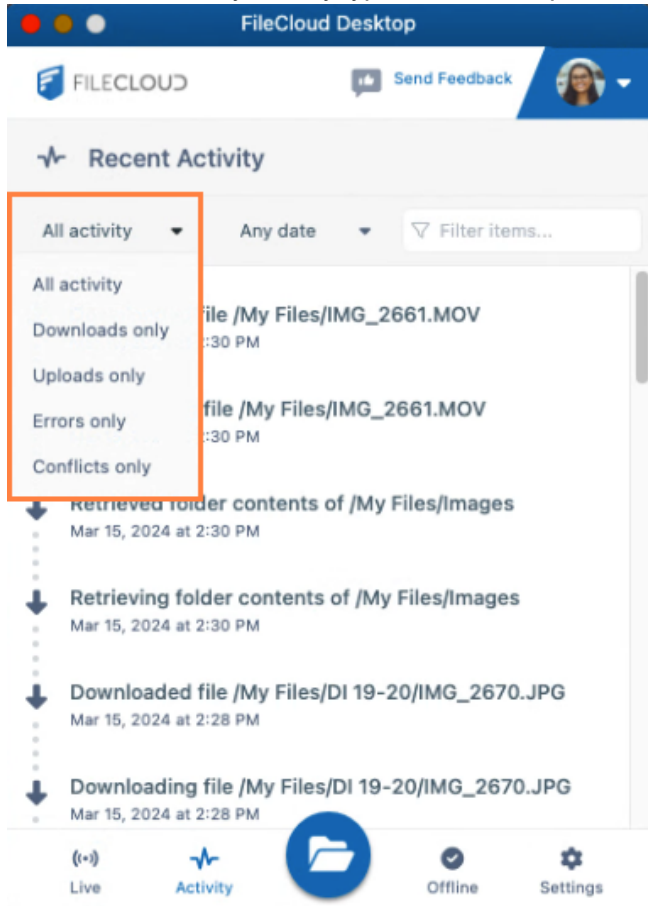 FileCloud Desktop
FILECLOUD
Send Feedback
Recent Activity
All activity
Any date
Filter items...
All activity
Downloads only
Uploads only
Errors only
Conflicts only
file /My Files/IMG_2661.MOV
:30 PM
file /My Files/IMG_2661.MOV
:30 PM
Retrieved folder contents of /My Files/Images
Mar 15, 2024 at 2:30 PM
Retrieving folder contents of /My Files/Images
Mar 15, 2024 at 2:30 PM
Downloaded file /My Files/DI 19-20/IMG_2670.JPG
Mar 15, 2024 at 2:28 PM
Downloading file /My Files/DI 19-20/IMG_2670.JPG
Mar 15, 2024 at 2:28 PM
Live
Activity
Offline
Settings